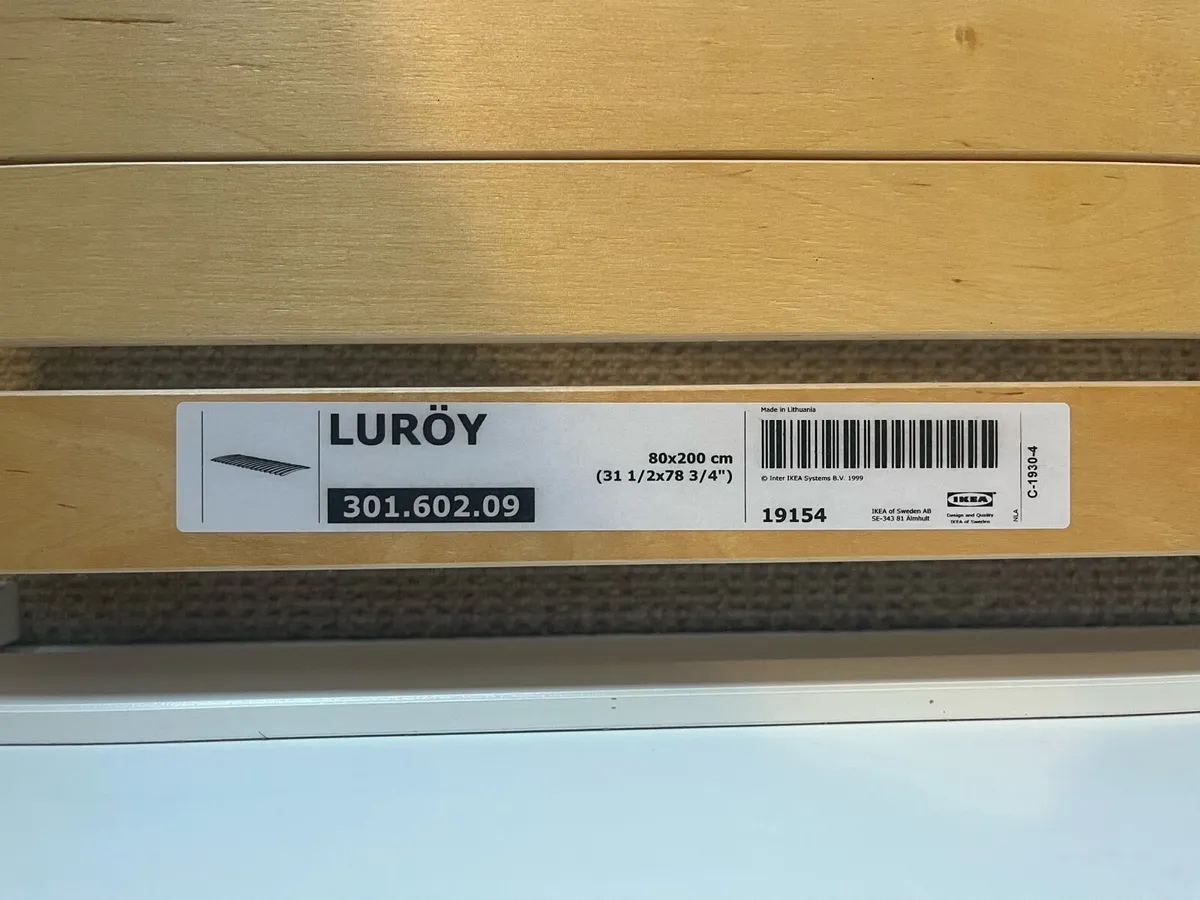 LURÖY
301.602.09
80x200 cm
(31 1/2x78 3/4")
Made in Lithuania
© Inter IKEA Systems B.V. 1999
19154
IKEA of Sweden AB
SE-343 81 Älmhult
IKEA
Design and Quality
IKEA of Sweden
NLA
C-1930-4